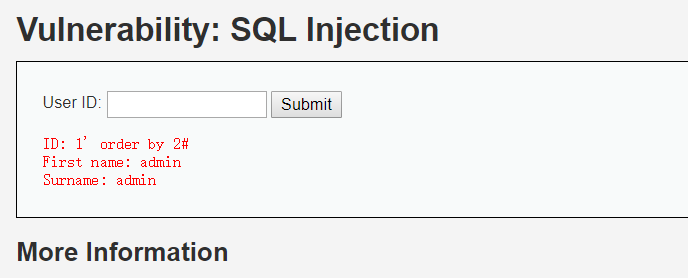 Vulnerability: SQL Injection
User ID: Submit
ID: 1' order by 2#
First name: admin
Surname: admin
More Information